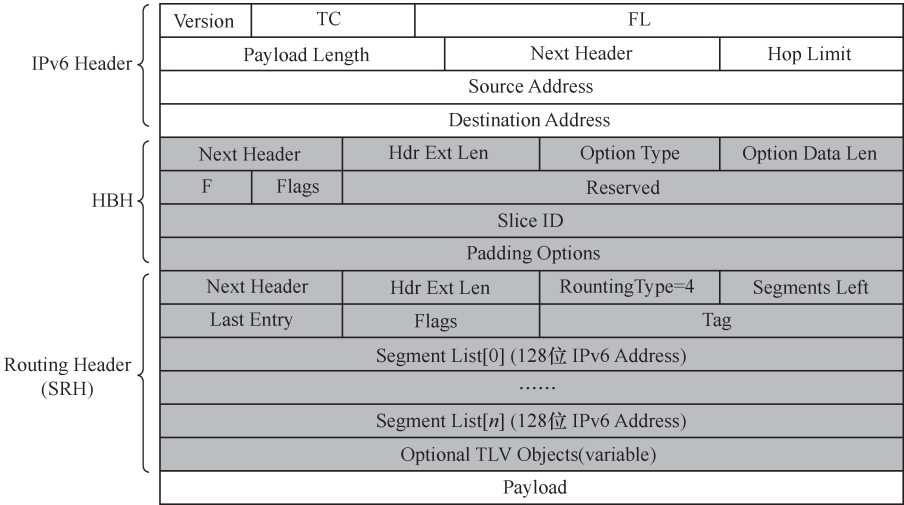 Version TC FL
IPv6 Header
Payload Length Next Header Hop Limit
Source Address
Destination Address
Next Header Hdr Ext Len Option Type Option Data Len
HBH
F Flags Reserved
Slice ID
Padding Options
Next Header Hdr Ext Len RountingType=4 Segments Left
Last Entry Flags Tag
Routing Header
(SRH)
Segment List[0] (128位 IPv6 Address)
……
Segment List[n] (128位 IPv6 Address)
Optional TLV Objects(variable)
Payload